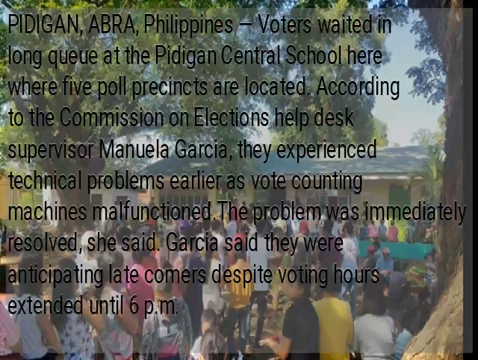 PIDIGAN, ABRA, Philippines — Voters waited in
long queue at the Pidigan Central School here
where five poll precincts are located. According
to the Commission on Elections help desk
supervisor Manuela Garcia, they experienced
technical problems earlier as vote counting
machines malfunctioned.The problem was immediately
resolved, she said. Garcia said they were
anticipating late comers despite voting hours
extended until 6 p.m.